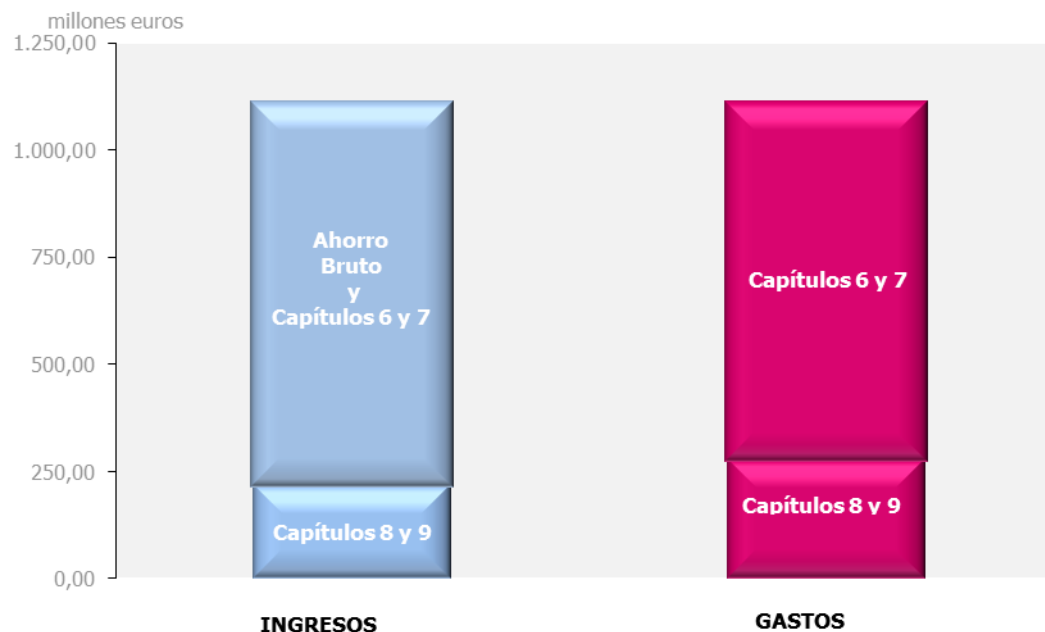 millones euros
1.250,00
1.000,00
750,00
500,00
250,00
0,00
Ahorro
Bruto
y
Capítulos 6 y 7
Capítulos 8 y 9
Capítulos 6 y 7
Capítulos 8 y 9
INGRESOS
GASTOS